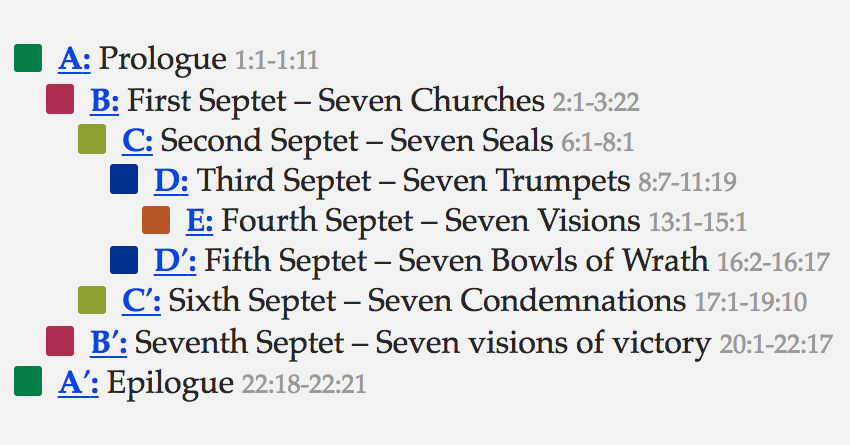 A: Prologue 1:1-1:11
B: First Septet – Seven Churches 2:1-3:22
C: Second Septet – Seven Seals 6:1-8:1
D: Third Septet – Seven Trumpets 8:7-11:19
E: Fourth Septet – Seven Visions 13:1-15:1
D′: Fifth Septet – Seven Bowls of Wrath 16:2-16:17
C′: Sixth Septet – Seven Condemnations 17:1-19:10
B′: Seventh Septet – Seven visions of victory 20:1-22:17
A′: Epilogue 22:18-22:21